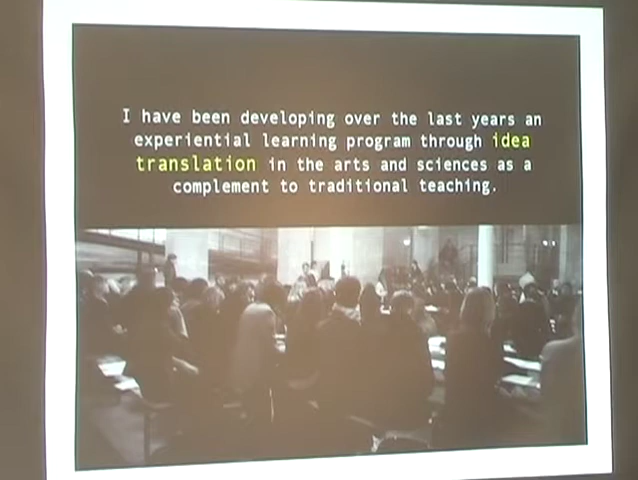 I have been developing over the last years an
experiential learning program through idea
translation in the arts and sciences as a
complement to traditional teaching.